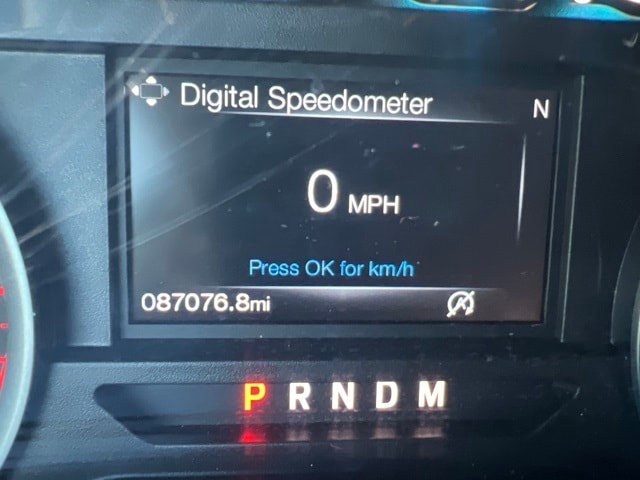 Digital Speedometer
N
0 MPH
Press OK for km/h
087076.8mi
P R N D M